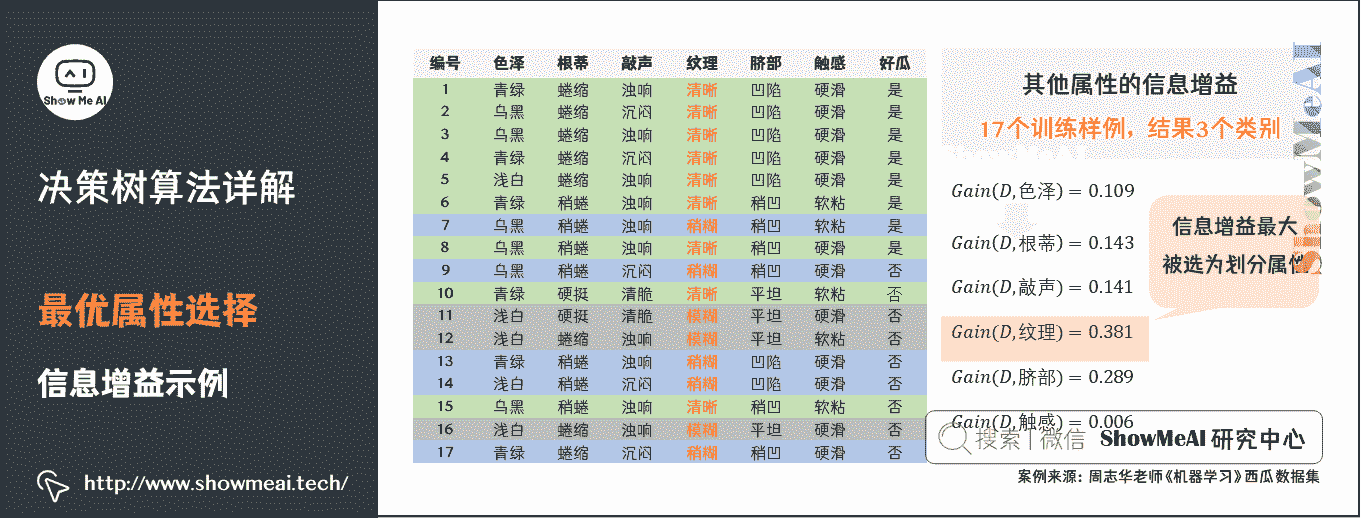 Show Me AI
决策树算法详解
最优属性选择
信息增益示例
http://www.showmeai.tech/
编号 色泽 根蒂 敲声 纹理 脐部 触感 好瓜
1 青绿 蜷缩 浊响 清晰 凹陷 硬滑 是
2 乌黑 蜷缩 沉闷 清晰 凹陷 硬滑 是
3 乌黑 蜷缩 浊响 清晰 凹陷 硬滑 是
4 青绿 蜷缩 沉闷 清晰 凹陷 硬滑 是
5 浅白 蜷缩 浊响 清晰 凹陷 硬滑 是
6 青绿 稍蜷 浊响 清晰 稍凹 软粘 是
7 乌黑 稍蜷 浊响 稍糊 稍凹 软粘 是
8 乌黑 稍蜷 浊响 清晰 稍凹 硬滑 是
9 乌黑 稍蜷 沉闷 稍糊 稍凹 硬滑 否
10 青绿 硬挺 清脆 清晰 平坦 软粘 否
11 浅白 硬挺 清脆 模糊 平坦 硬滑 否
12 浅白 蜷缩 浊响 模糊 平坦 软粘 否
13 青绿 稍蜷 浊响 稍糊 凹陷 硬滑 否
14 浅白 稍蜷 沉闷 稍糊 凹陷 硬滑 否
15 乌黑 稍蜷 浊响 清晰 稍凹 软粘 否
16 浅白 蜷缩 浊响 模糊 平坦 硬滑 否
17 青绿 蜷缩 沉闷 稍糊 稍凹 硬滑 否
其他属性的信息增益
17个训练样例，结果3个类别
Gain(D,色泽) = 0.109
Gain(D,根蒂) = 0.143
Gain(D,敲声) = 0.141
Gain(D,纹理) = 0.381
Gain(D,脐部) = 0.289
Gain(D,触感) = 0.006
信息增益最大
被选为划分属性
ShowMeAI
搜索 | 微信 ShowMeAI 研究中心
案例来源：周志华老师《机器学习》西瓜数据集